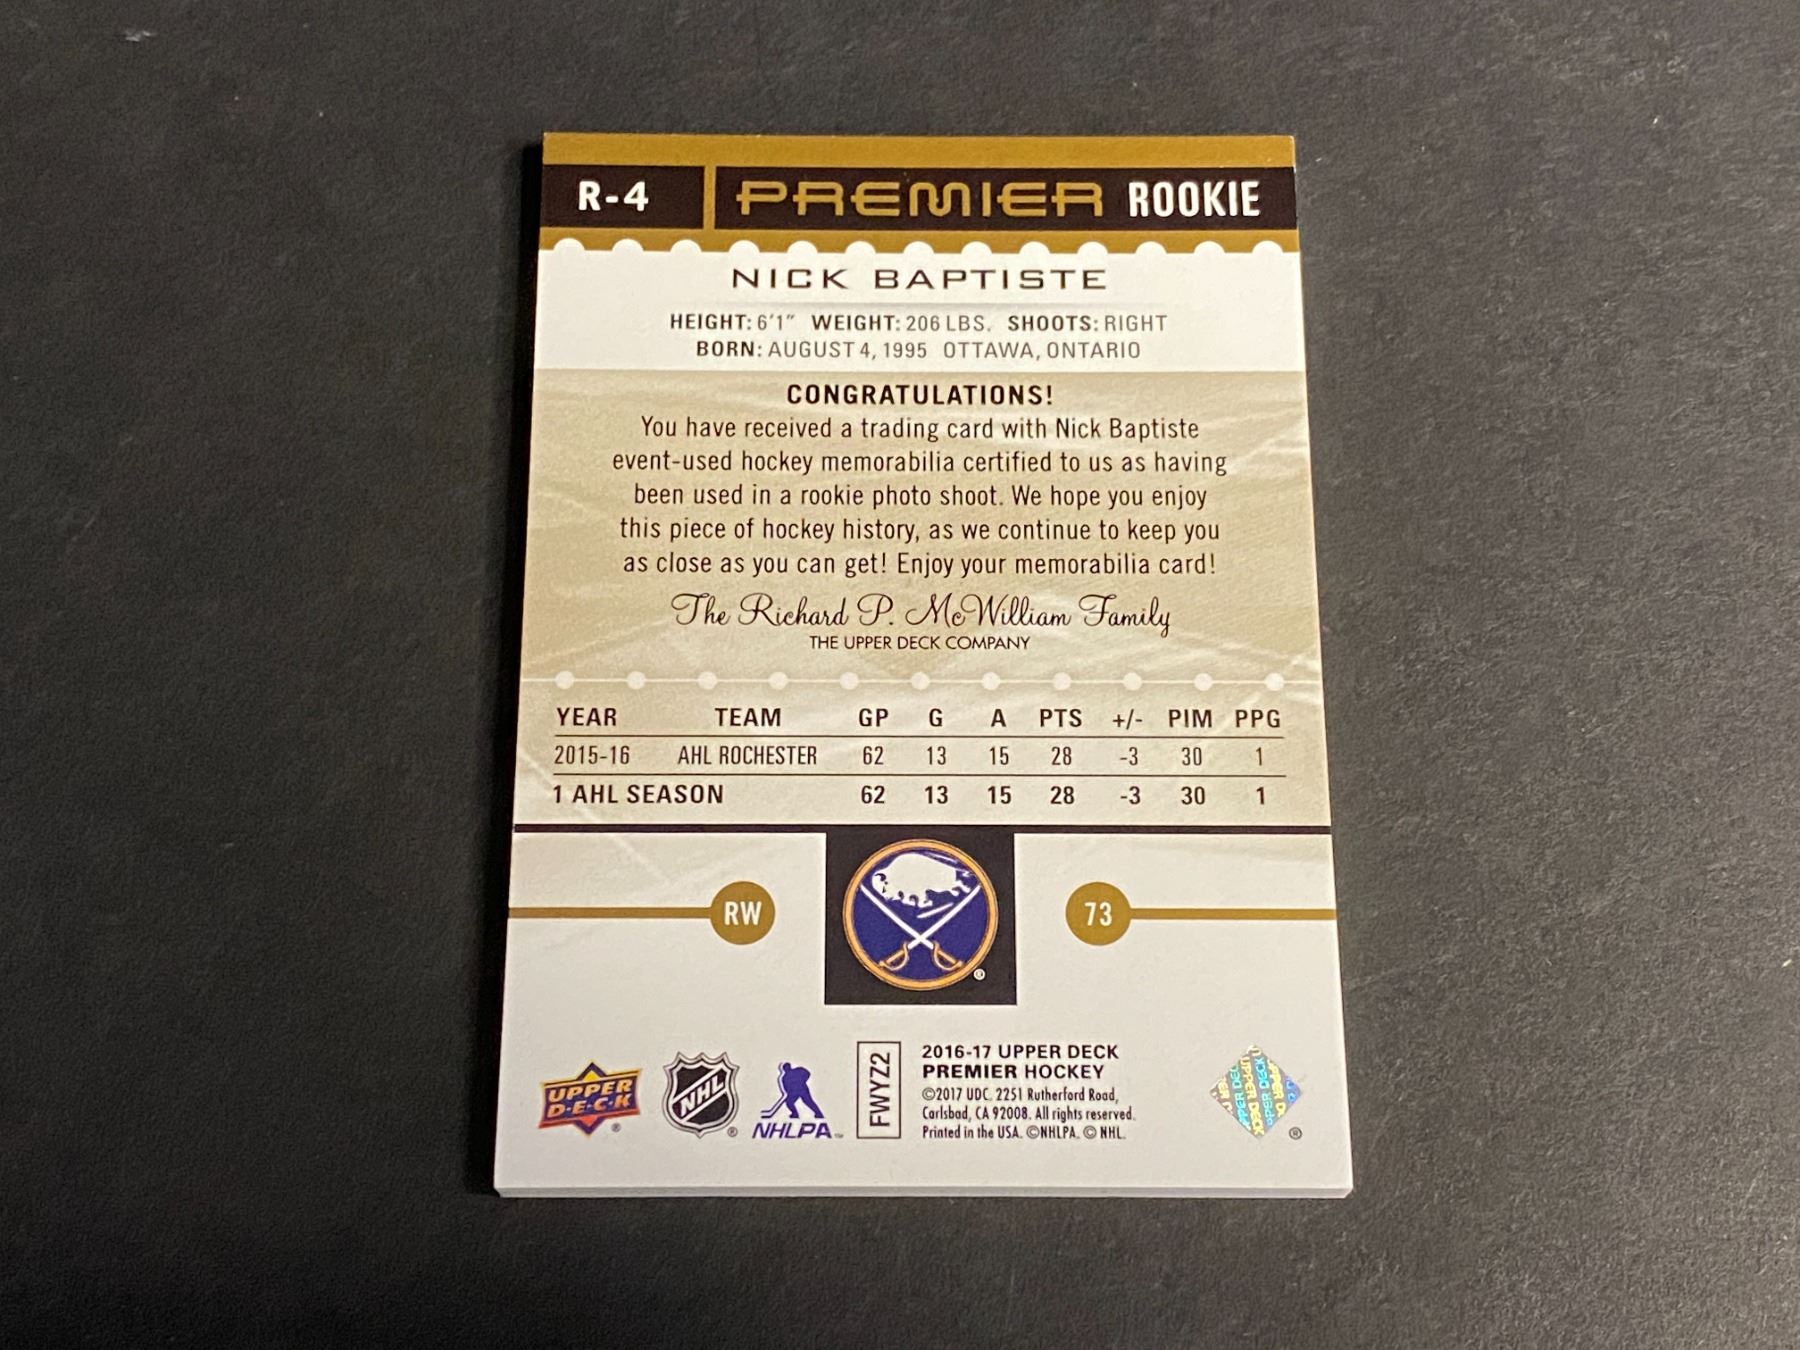 R-4 PREMIER ROOKIE
NICK BAPTISTE
HEIGHT: 6'1" WEIGHT: 206 LBS. SHOOTS: RIGHT
BORN: AUGUST 4, 1995 OTTAWA, ONTARIO
CONGRATULATIONS!
You have received a trading card with Nick Baptiste
event-used hockey memorabilia certified to us as having
been used in a rookie photo shoot. We hope you enjoy
this piece of hockey history, as we continue to keep you
as close as you can get! Enjoy your memorabilia card!
The Richard P. McWilliam Family
THE UPPER DECK COMPANY
YEAR TEAM GP G A PTS +/- PIM PPG
2015-16 AHL ROCHESTER 62 13 15 28 -3 30 1
1 AHL SEASON 62 13 15 28 -3 30 1
RW 73
®
UPPER
D·E·C·K ®
NHL ®
NHLPA™
FWYZ2
2016-17 UPPER DECK
PREMIER HOCKEY
©2017 UDC. 2251 Rutherford Road,
Carlsbad, CA 92008. All rights reserved.
Printed in the USA. ©NHLPA. © NHL.
UPPER DECK
®